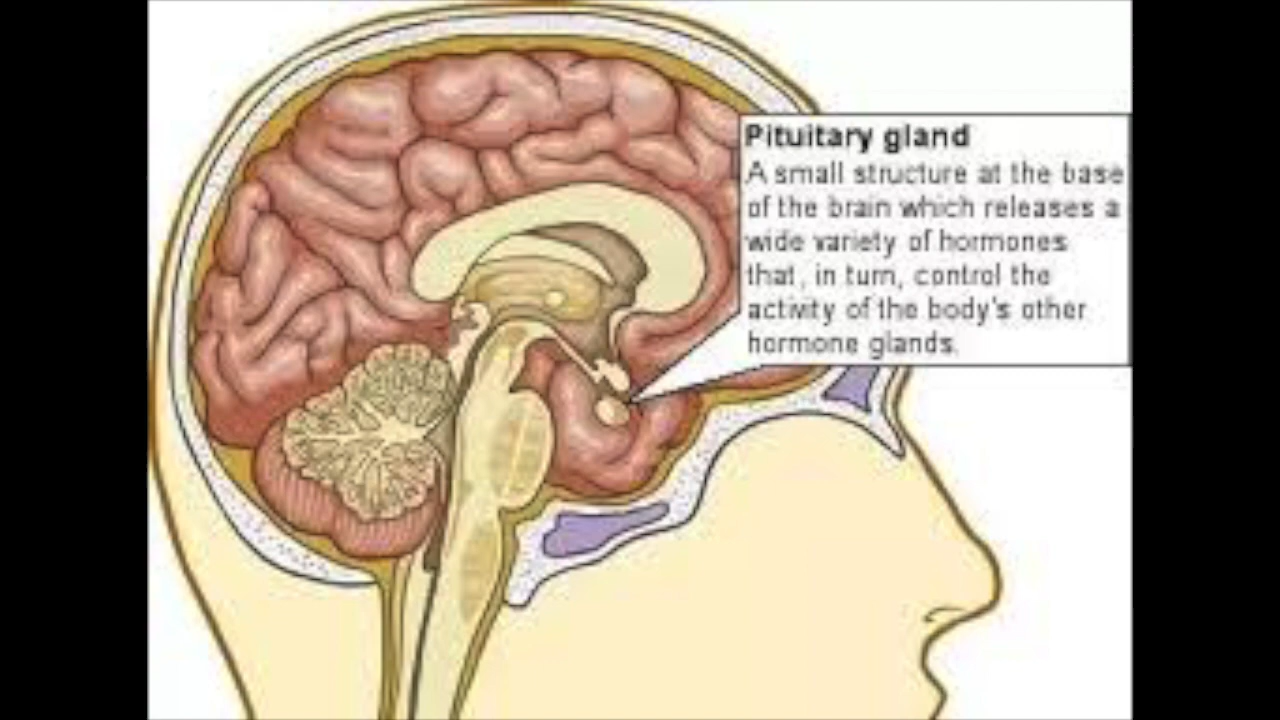 Pituitary gland
A small structure at the base
of the brain which releases a
wide variety of hormones
that, in turn, control the
activity of the body's other
hormone glands.